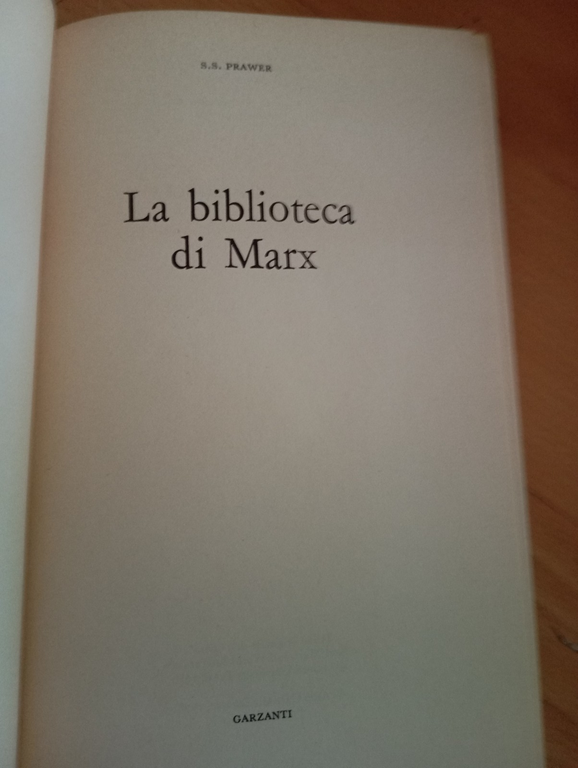 S.S. PRAWER
La biblioteca
di Marx
GARZANTI